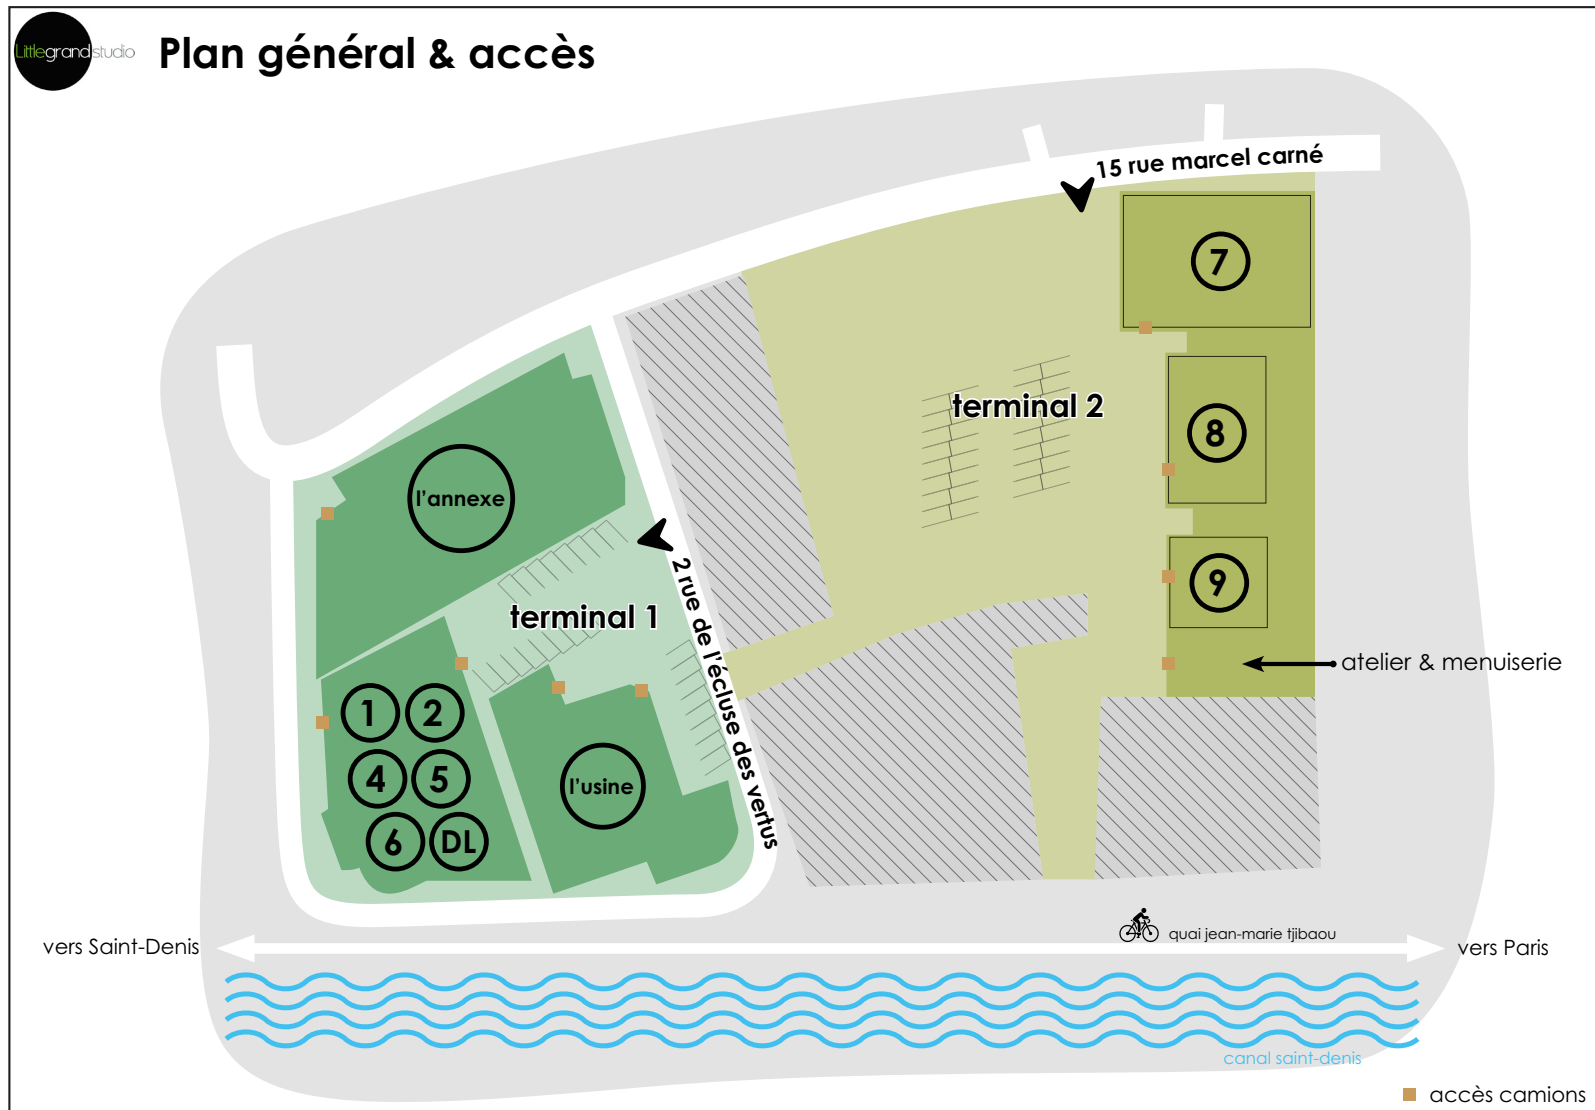 Littlegrandstudio
Plan général & accès
15 rue marcel carné
7
terminal 2
8
l'annexe
9
2 rue de l'écluse des vertus
terminal 1
atelier & menuiserie
1 2
4 5
l'usine
6 DL
quai jean-marie tjibaou
vers Saint-Denis
vers Paris
canal saint-denis
accès camions